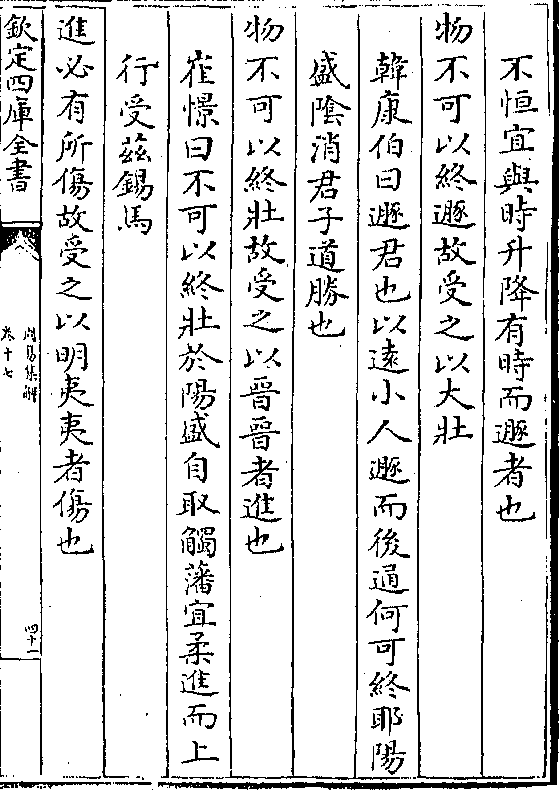 不恒宜與時升降有時而遯者也
物不可以終遯故受之以大壯
韓康伯曰遯君也以逺小人遯而後通何可終耶陽
盛隂消君子道勝也
物不可以終壯故受之以晉晉者進也
崔憬曰不可以終壯於陽盛自取觸藩宜柔進而上
行受兹錫馬
進必有所傷故受之以明夷夷者傷也
欽定四庫全書
周易集解
卷十七
四十一